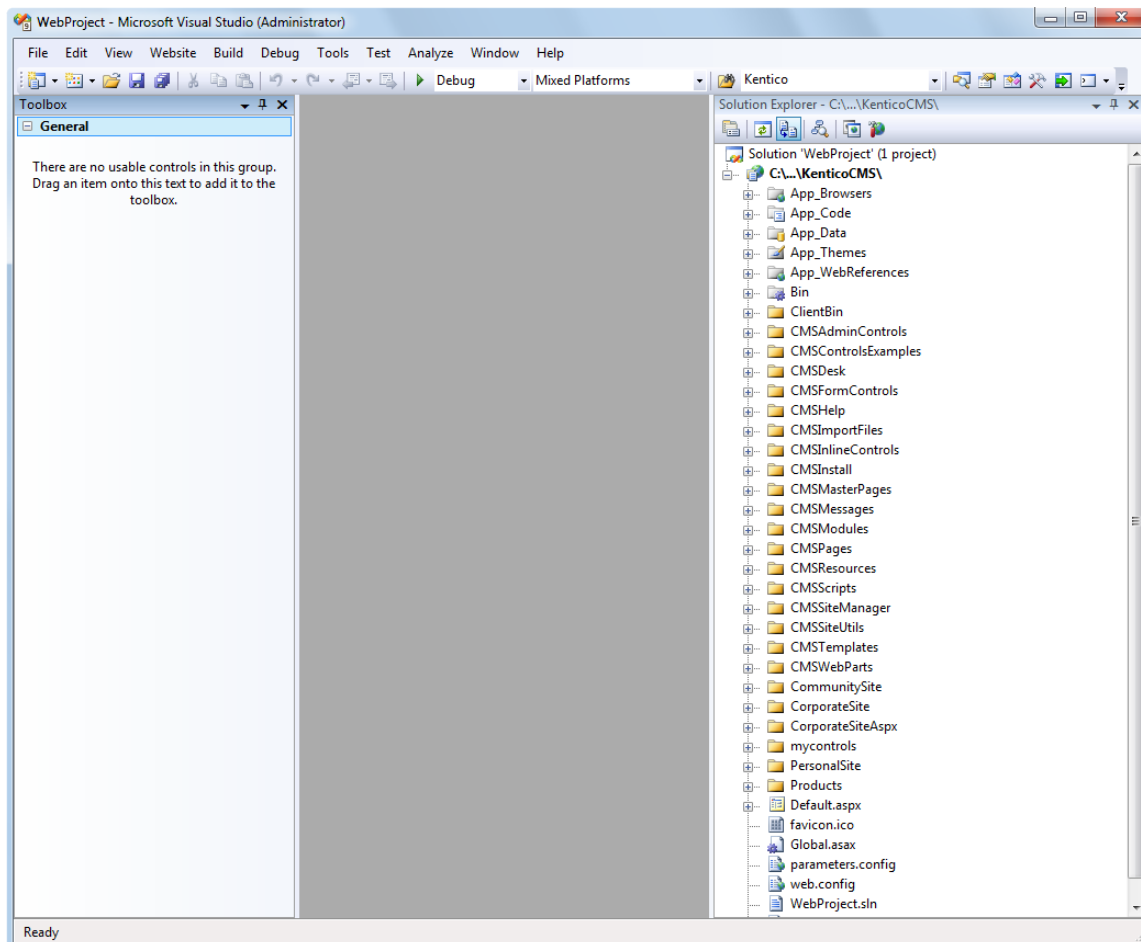 WebProject - Microsoft Visual Studio (Administrator)
File Edit View Website Build Debug Tools Test Analyze Window Help
Debug Mixed Platforms Kentico
Toolbox
General
There are no usable controls in this group.
Drag an item onto this text to add it to the
toolbox.
Solution Explorer - C:\...\KenticoCMS\
Solution 'WebProject' (1 project)
C:\...\KenticoCMS\
App_Browsers
App_Code
App_Data
App_Themes
App_WebReferences
Bin
ClientBin
CMSAdminControls
CMSControlsExamples
CMSDesk
CMSFormControls
CMSHelp
CMSImportFiles
CMSInlineControls
CMSInstall
CMSMasterPages
CMSMessages
CMSModules
CMSPages
CMSResources
CMSScripts
CMSSiteManager
CMSSiteUtils
CMSTemplates
CMSWebParts
CommunitySite
CorporateSite
CorporateSiteAspx
mycontrols
PersonalSite
Products
Default.aspx
favicon.ico
Global.asax
parameters.config
web.config
WebProject.sln
Ready